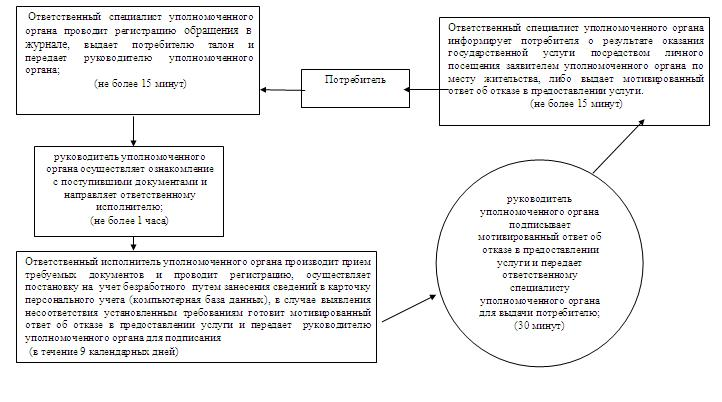 Ответственный специалист уполномоченного
органа проводит регистрацию обращения в
журнале, выдает потребителю талон и
передает руководителю уполномоченного
органа;
(не более 15 минут)
Потребитель
Ответственный специалист уполномоченного органа
информирует потребителя о результате оказания
государственной услуги посредством личного
посещения заявителем уполномоченного органа по
месту жительства, либо выдает мотивированный
ответ об отказе в предоставлении услуги.
(не более 15 минут)
руководитель уполномоченного
органа осуществляет ознакомление
с поступившими документами и
направляет ответственному
исполнителю;
(не более 1 часа)
Ответственный исполнитель уполномоченного органа производит прием
требуемых документов и проводит регистрацию, осуществляет
постановку на учет безработного путем занесения сведений в карточку
персонального учета (компьютерная база данных), в случае выявления
несоответствия установленным требованиям готовит мотивированный
ответ об отказе в предоставлении услуги и передает руководителю
уполномоченного органа для подписания
(в течение 9 календарных дней)
руководитель
уполномоченного органа
подписывает
мотивированный ответ об
отказе в предоставлении
услуги и передает
ответственному
специалисту
уполномоченного органа
для выдачи потребителю;
(30 минут)